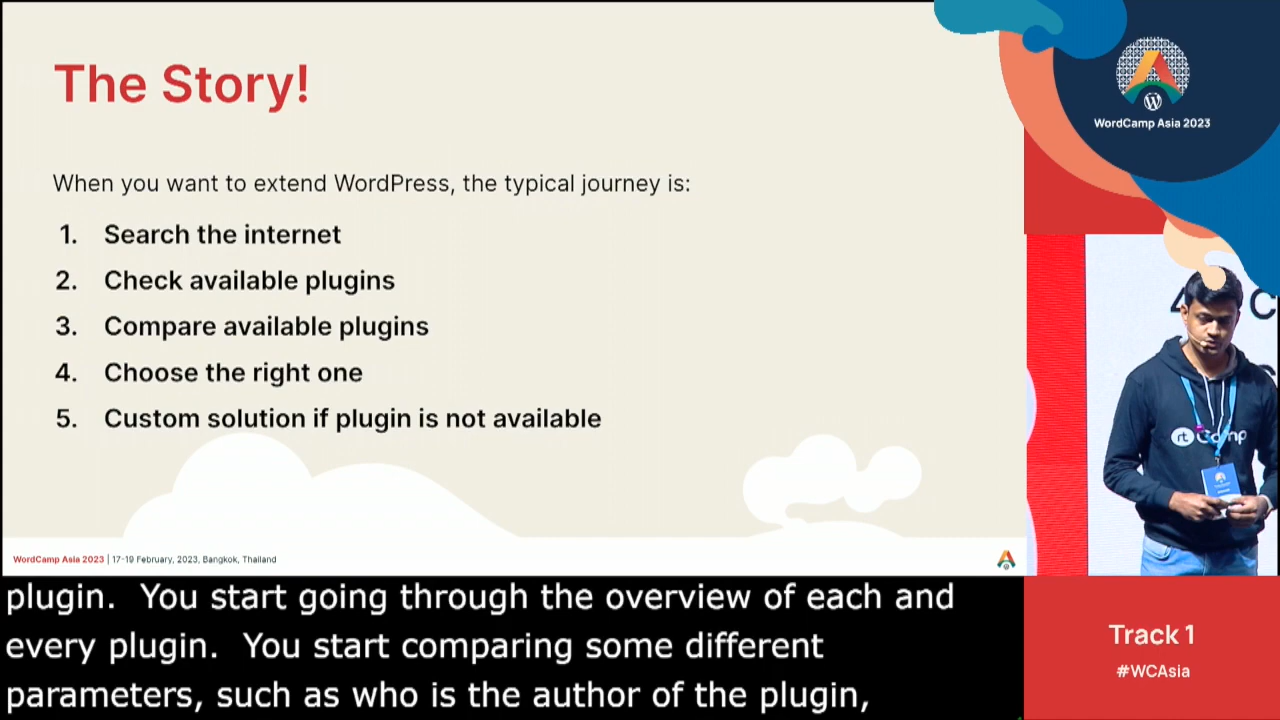 The Story!
When you want to extend WordPress, the typical journey is:
1. Search the internet
2. Check available plugins
3. Compare available plugins
4. Choose the right one
5. Custom solution if plugin is not available
WordCamp Asia 2023 | 17-19 February, 2023, Bangkok, Thailand
plugin. You start going through the overview of each and
every plugin. You start comparing some different
parameters, such as who is the author of the plugin,
WordCamp Asia 2023
rt Camp
Track 1
#WCAsia